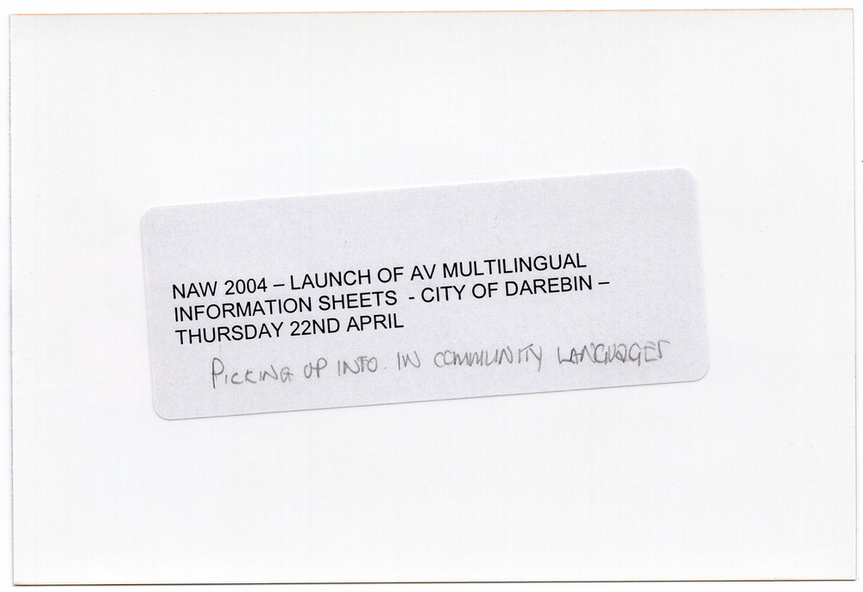 NAW 2004 – LAUNCH OF AV MULTILINGUAL
INFORMATION SHEETS - CITY OF DAREBIN –
THURSDAY 22ND APRIL
PICKING UP INFO. IN COMMUNITY LANGUAGES